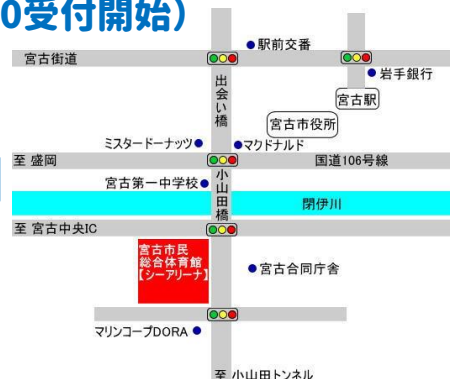 0受付開始）
●駅前交番
宮古街道
●岩手銀行
出会い橋
宮古駅
宮古市役所
ミスタードーナッツ●
●マクドナルド
至 盛岡
国道106号線
宮古第一中学校●
小山田橋
閉伊川
至 宮古中央IC
宮古市民
総合体育館
【シーアリーナ】
●宮古合同庁舎
マリンコープDORA ●
至 小山田トンネル